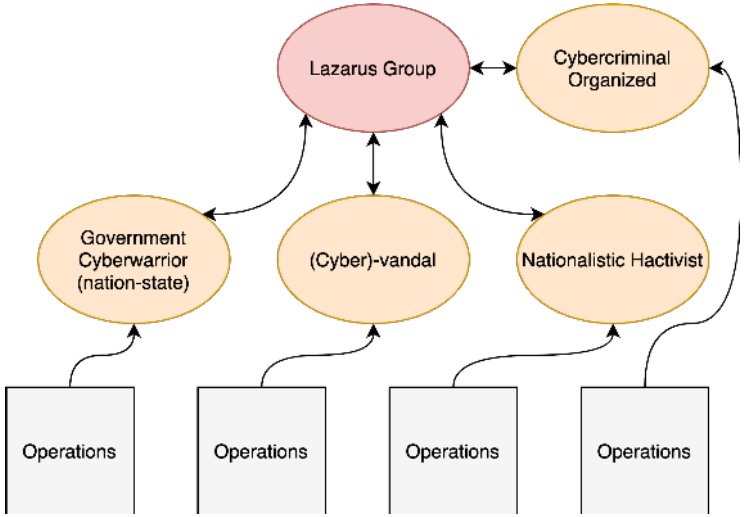 Lazarus Group
Cybercriminal
Organized
Government
Cyberwarrior
(nation-state)
(Cyber)-vandal
Nationalistic Hactivist
Operations
Operations
Operations
Operations